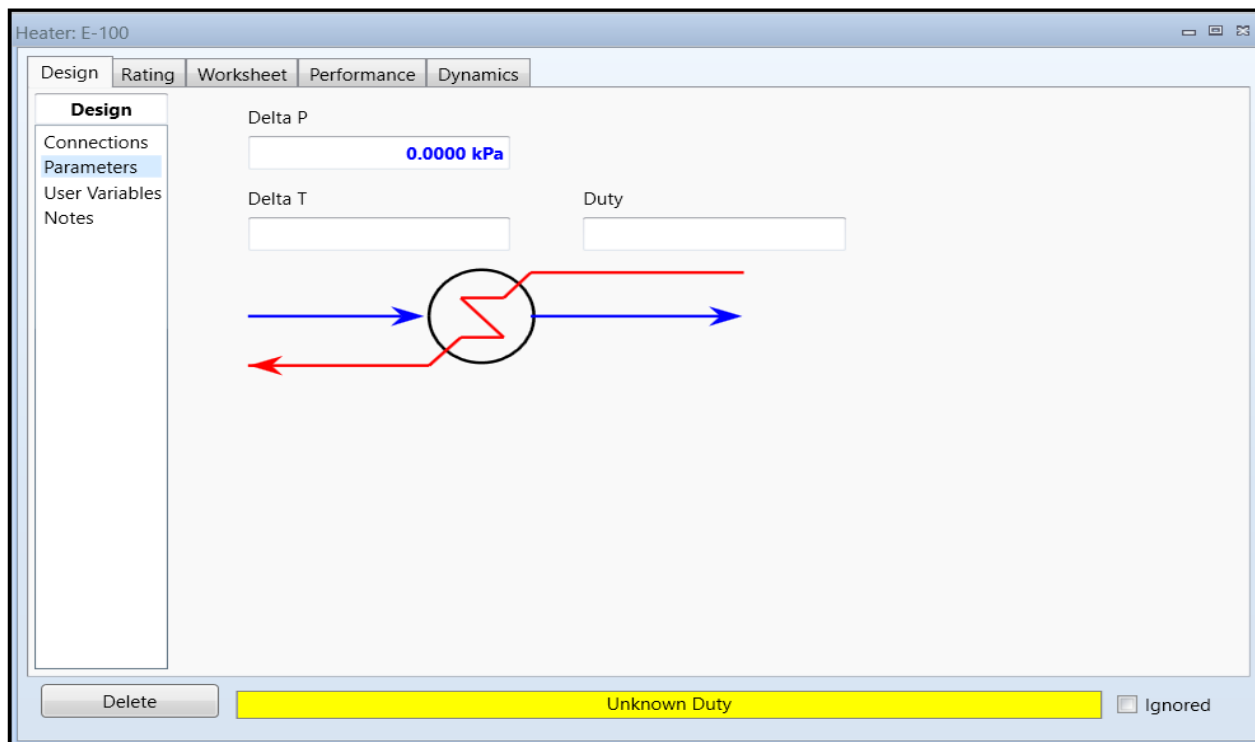 Heater: E-100
Design Rating Worksheet Performance Dynamics
Design
Connections
Parameters
User Variables
Notes
Delta P
0.0000 kPa
Delta T Duty
Delete Unknown Duty Ignored